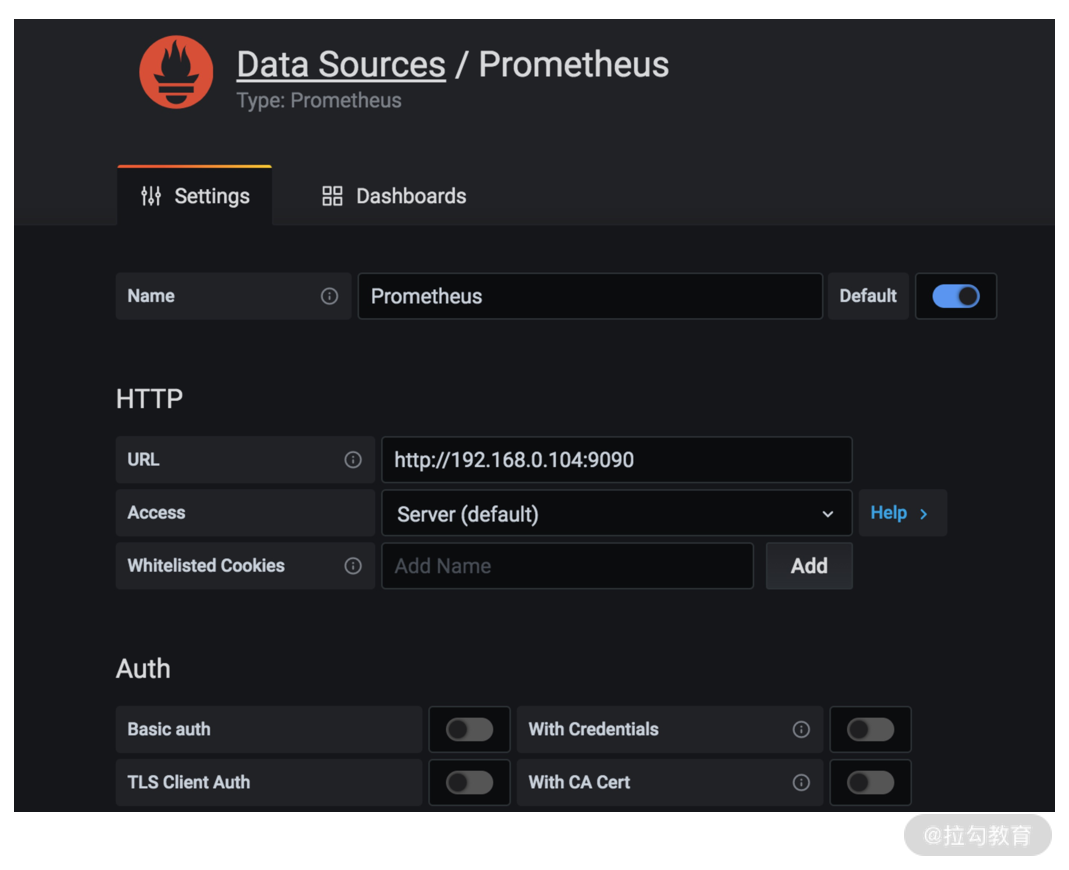 Data Sources / Prometheus
Type: Prometheus
Settings Dashboards
Name Prometheus Default
HTTP
URL http://192.168.0.104:9090
Access Server (default) Help >
Whitelisted Cookies Add Name Add
Auth
Basic auth With Credentials
TLS Client Auth With CA Cert
@拉勾教育